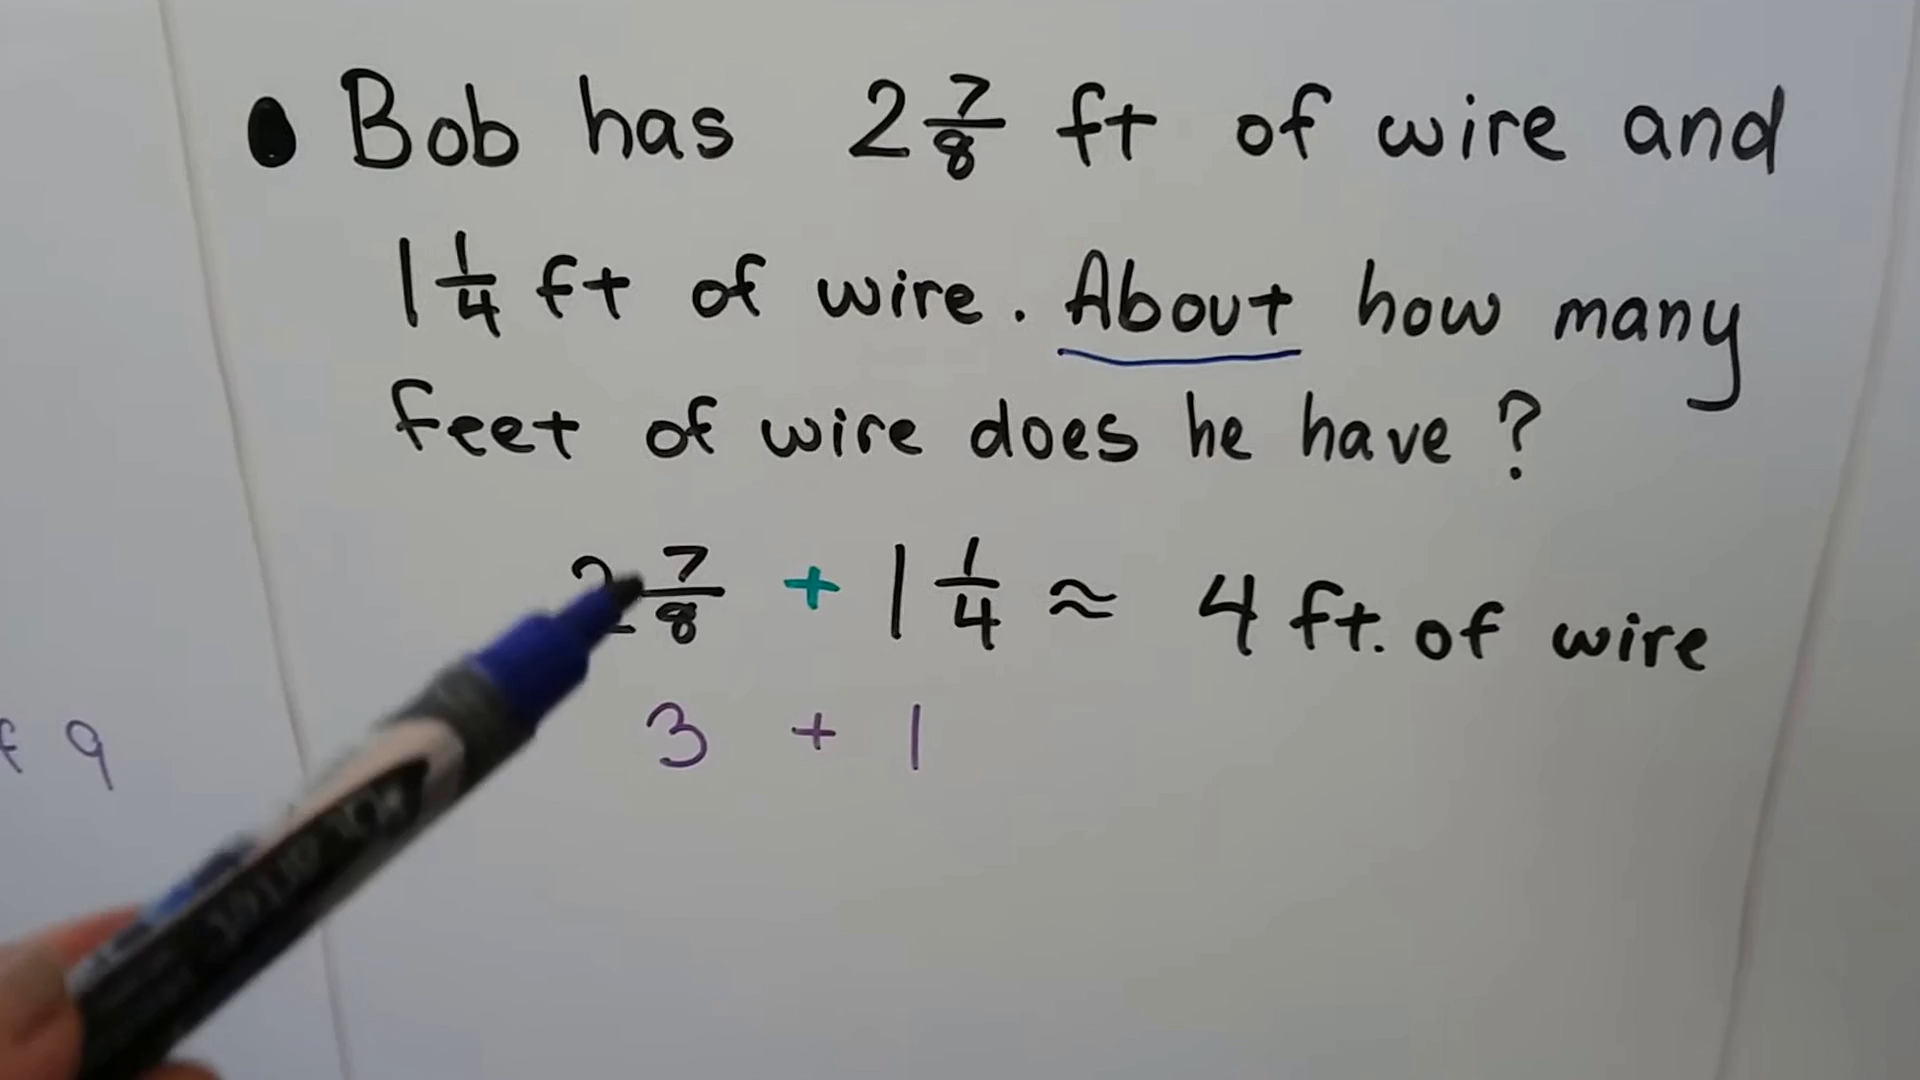 • Bob has 2 7/8 ft of wire and
1 1/4 ft of wire. About how many
feet of wire does he have?
2 7/8 + 1 1/4 ≈ 4 ft. of wire
3 + 1
9